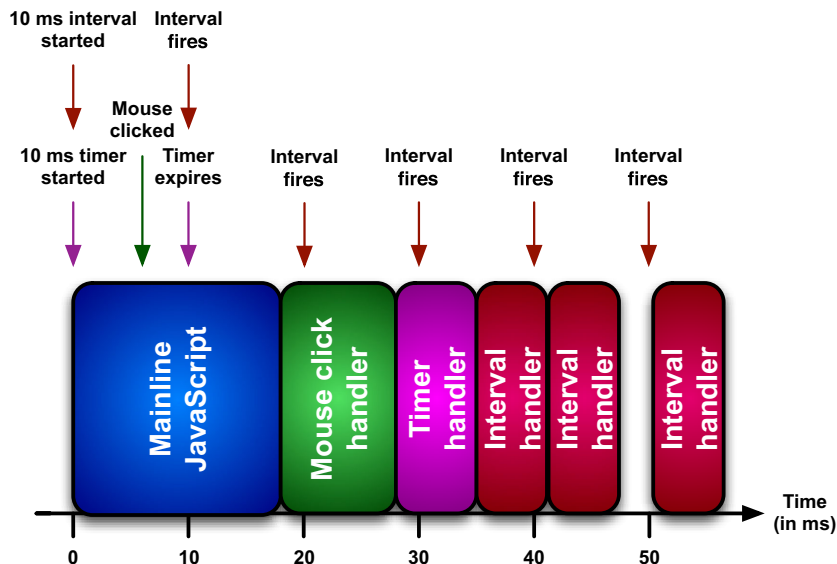 10 ms interval
started
Interval
fires
Mouse
clicked
10 ms timer
started
Timer
expires
Interval
fires
Interval
fires
Interval
fires
Interval
fires
Mainline
JavaScript
Mouse click
handler
Timer
handler
Interval
handler
Interval
handler
Interval
handler
Time
(in ms)
0
10
20
30
40
50